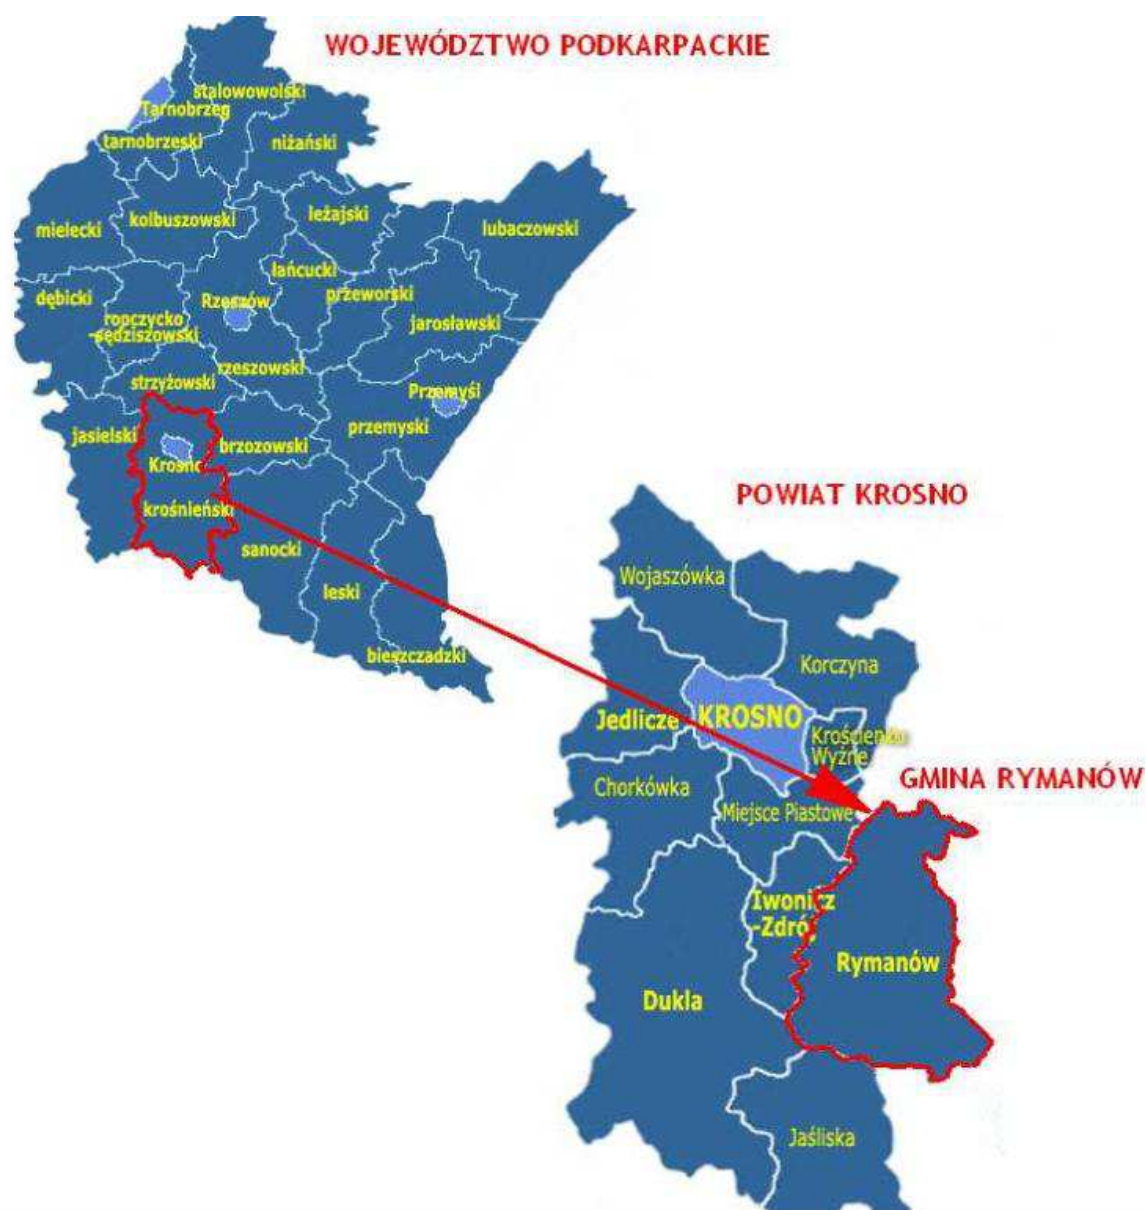 WOJEWÓDZTWO PODKARPACKIE
stalowowolski
Tarnobrzeg
tarnobrzeski
niżański
mielecki
kolbuszowski
leżajski
lubaczowski
łańcucki
dębicki
Rzeszów
przeworski
ropczycko
-sędziszowski
jarosławski
rzeszowski
strzyżowski
Przemyśl
jasielski
brzozowski
przemyski
Krosno
krośnieński
sanocki
leski
bieszczadzki
POWIAT KROSNO
Wojaszówka
Korczyna
Jedlicze
KROSNO
Krościenko
Wyżne
GMINA RYMANÓW
Chorkówka
Miejsce Piastowe
Iwonicz
-Zdrój
Rymanów
Dukla
Jaśliska